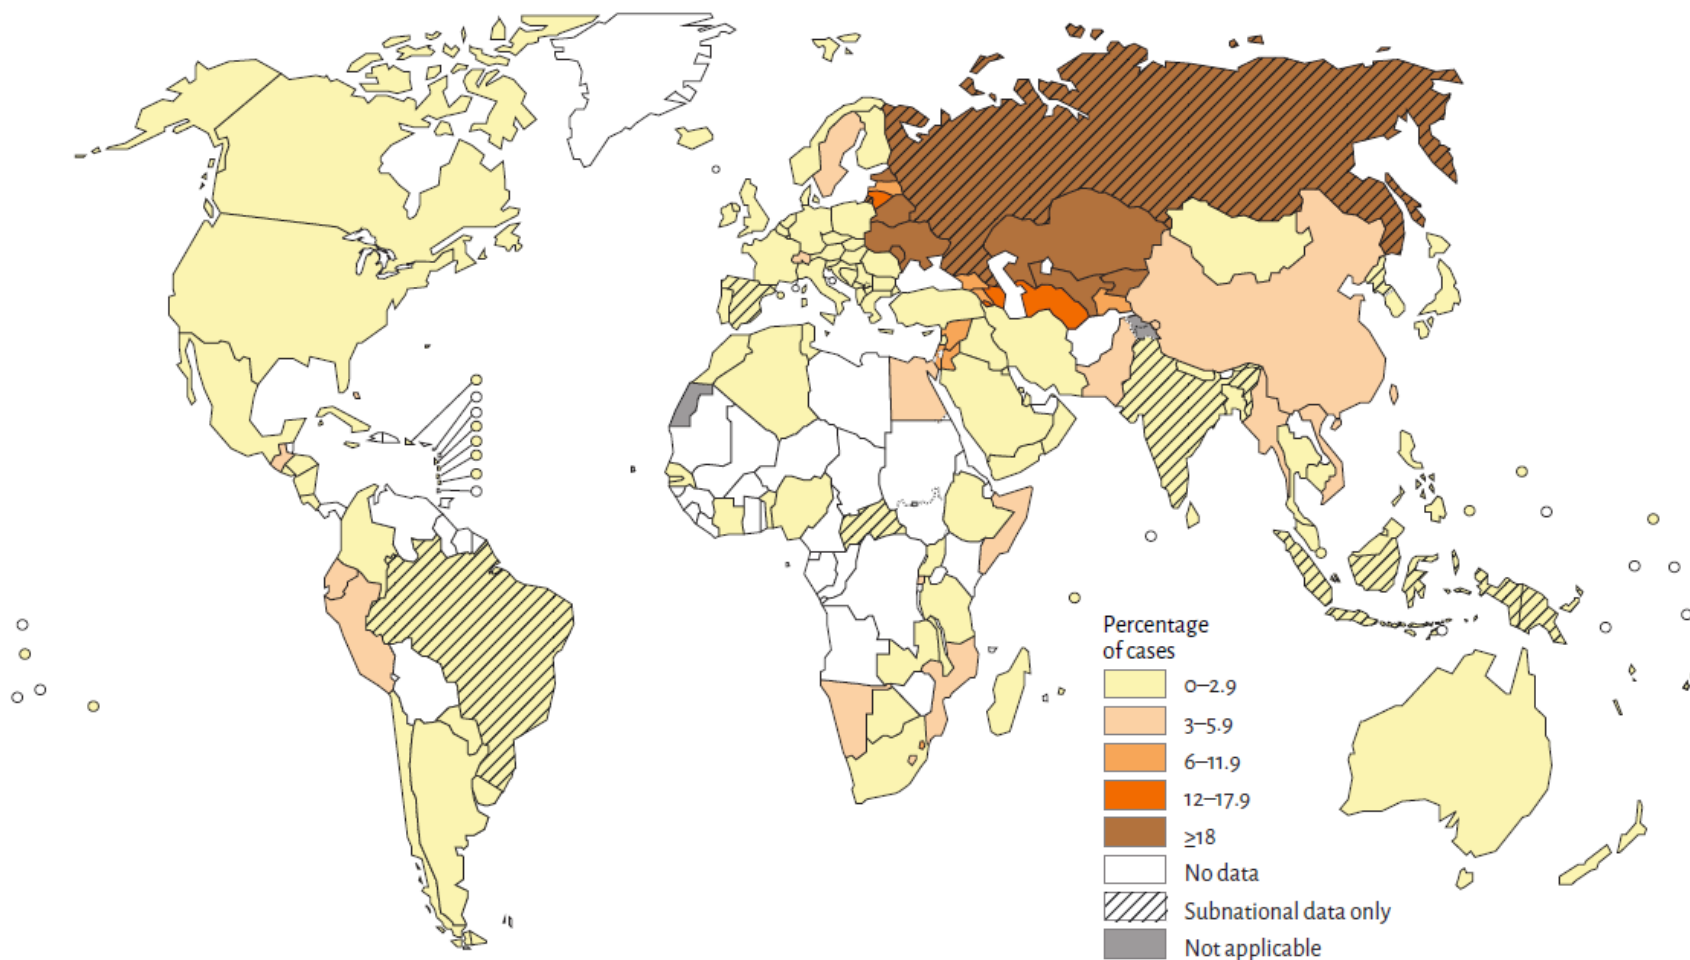 Percentage
of cases
0–2.9
3–5.9
6–11.9
12–17.9
≥18
No data
Subnational data only
Not applicable